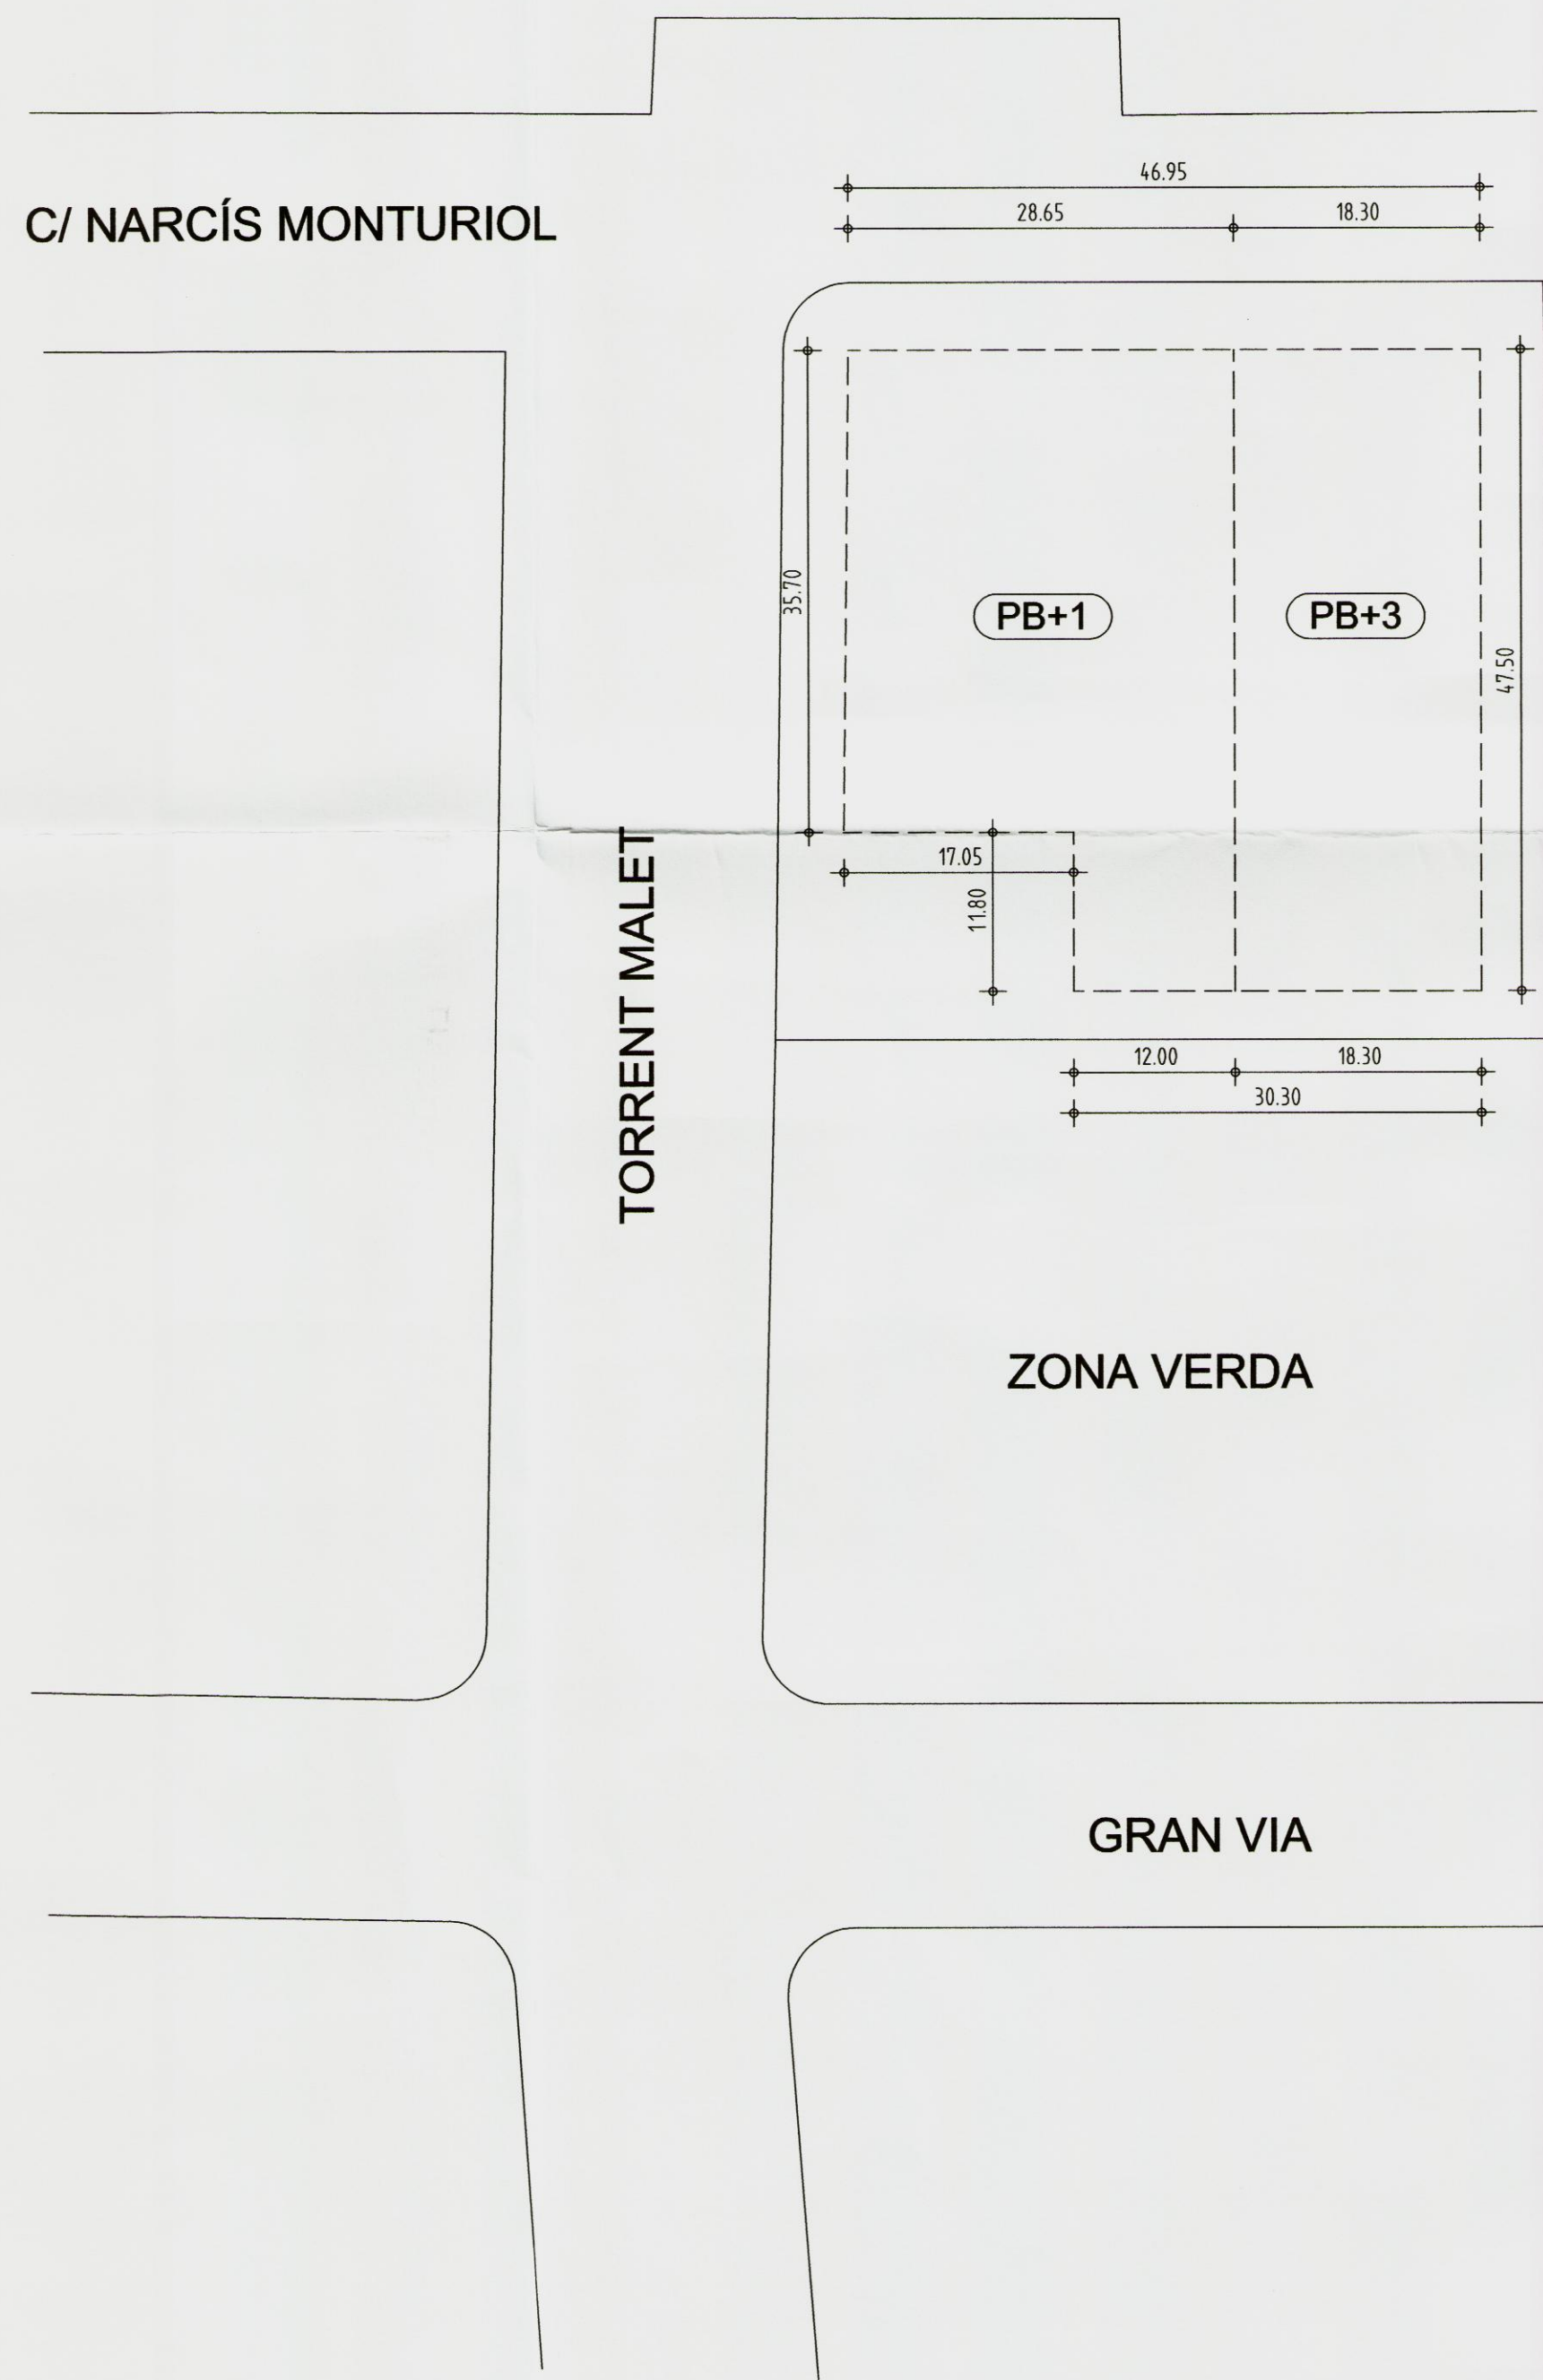 46.95
28.65
18.30
C/ NARCÍS MONTURIOL
35.70
PB+1
PB+3
47.50
17.05
11.80
TORRENT MALET
12.00
18.30
30.30
ZONA VERDA
GRAN VIA